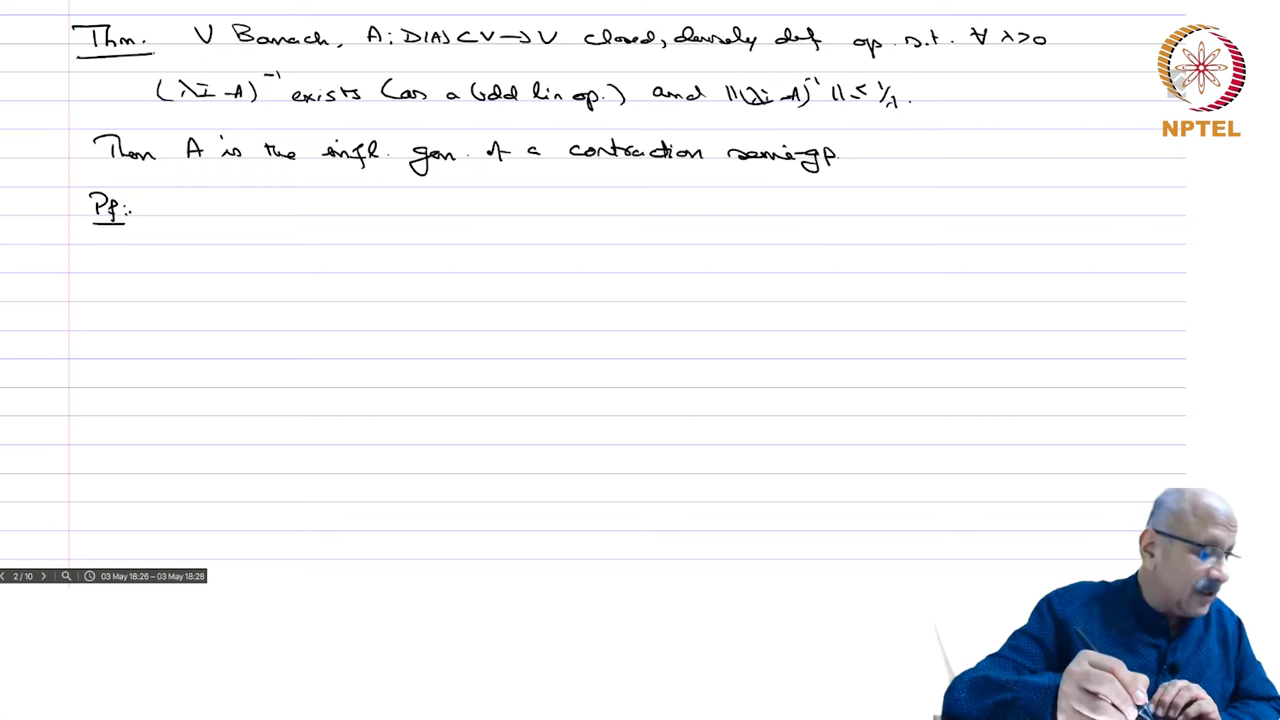 Thm. V Banach, A: D(A) ⊂ V → V closed, densely def op. s.t. ∀ λ>0
(λI-A)⁻¹ exists (as a bdd lin op.) and ||(λI-A)⁻¹|| ≤ 1/λ.
Then A is the infl. gen. of a contraction semi-gp.
Pf:
NPTEL
2 / 10 03 May 18:26 – 03 May 18:28